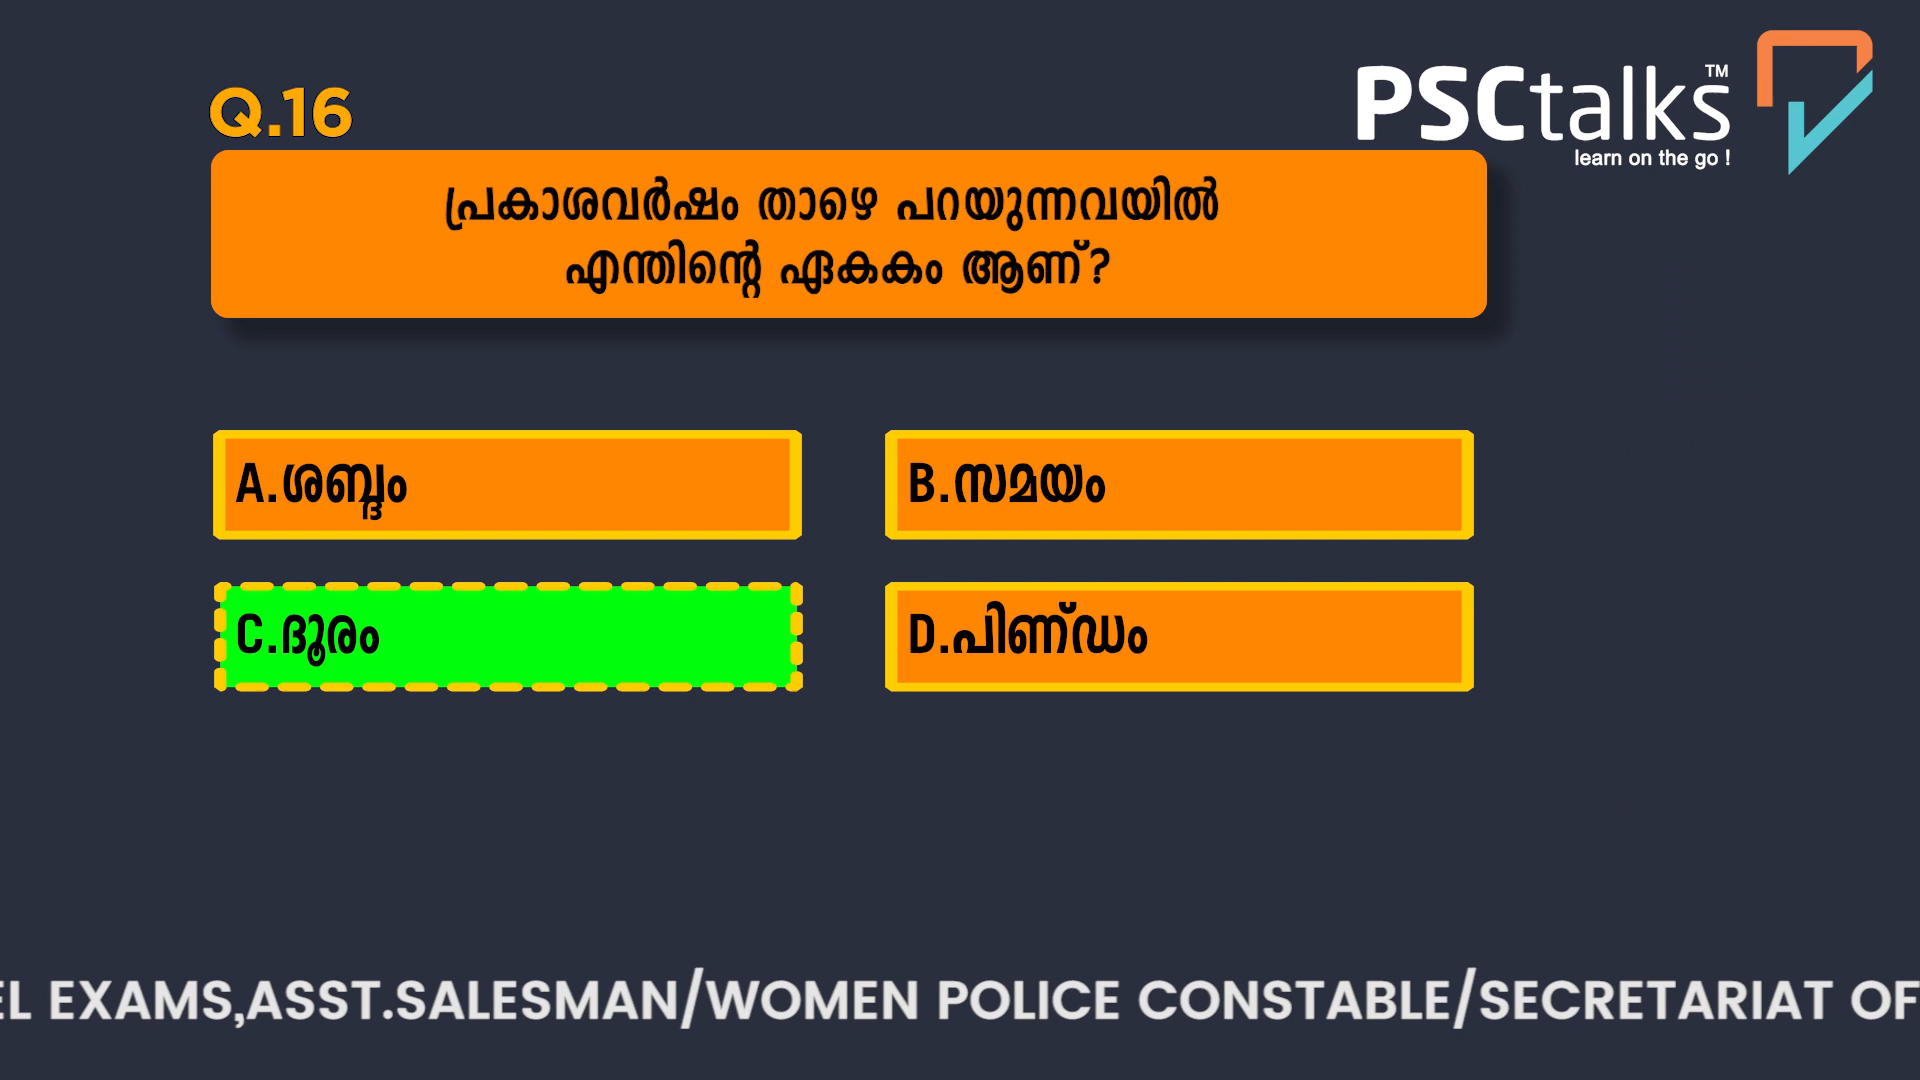 PSCtalks™
learn on the go !
Q.16
പ്രകാശവർഷം താഴെ പറയുന്നവയിൽ
എന്തിന്റെ ഏകകം ആണ്?
A.ശബ്ദം
B.സമയം
C.ദൂരം
D.പിണ്ഡം
EL EXAMS,ASST.SALESMAN/WOMEN POLICE CONSTABLE/SECRETARIAT OF